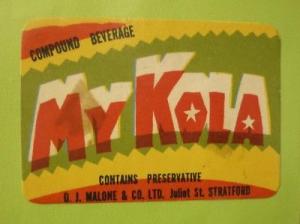 COMPOUND BEVERAGE
MY KOLA
CONTAINS PRESERVATIVE
D. J. MALONE & CO. LTD. Juliet St. STRATFORD